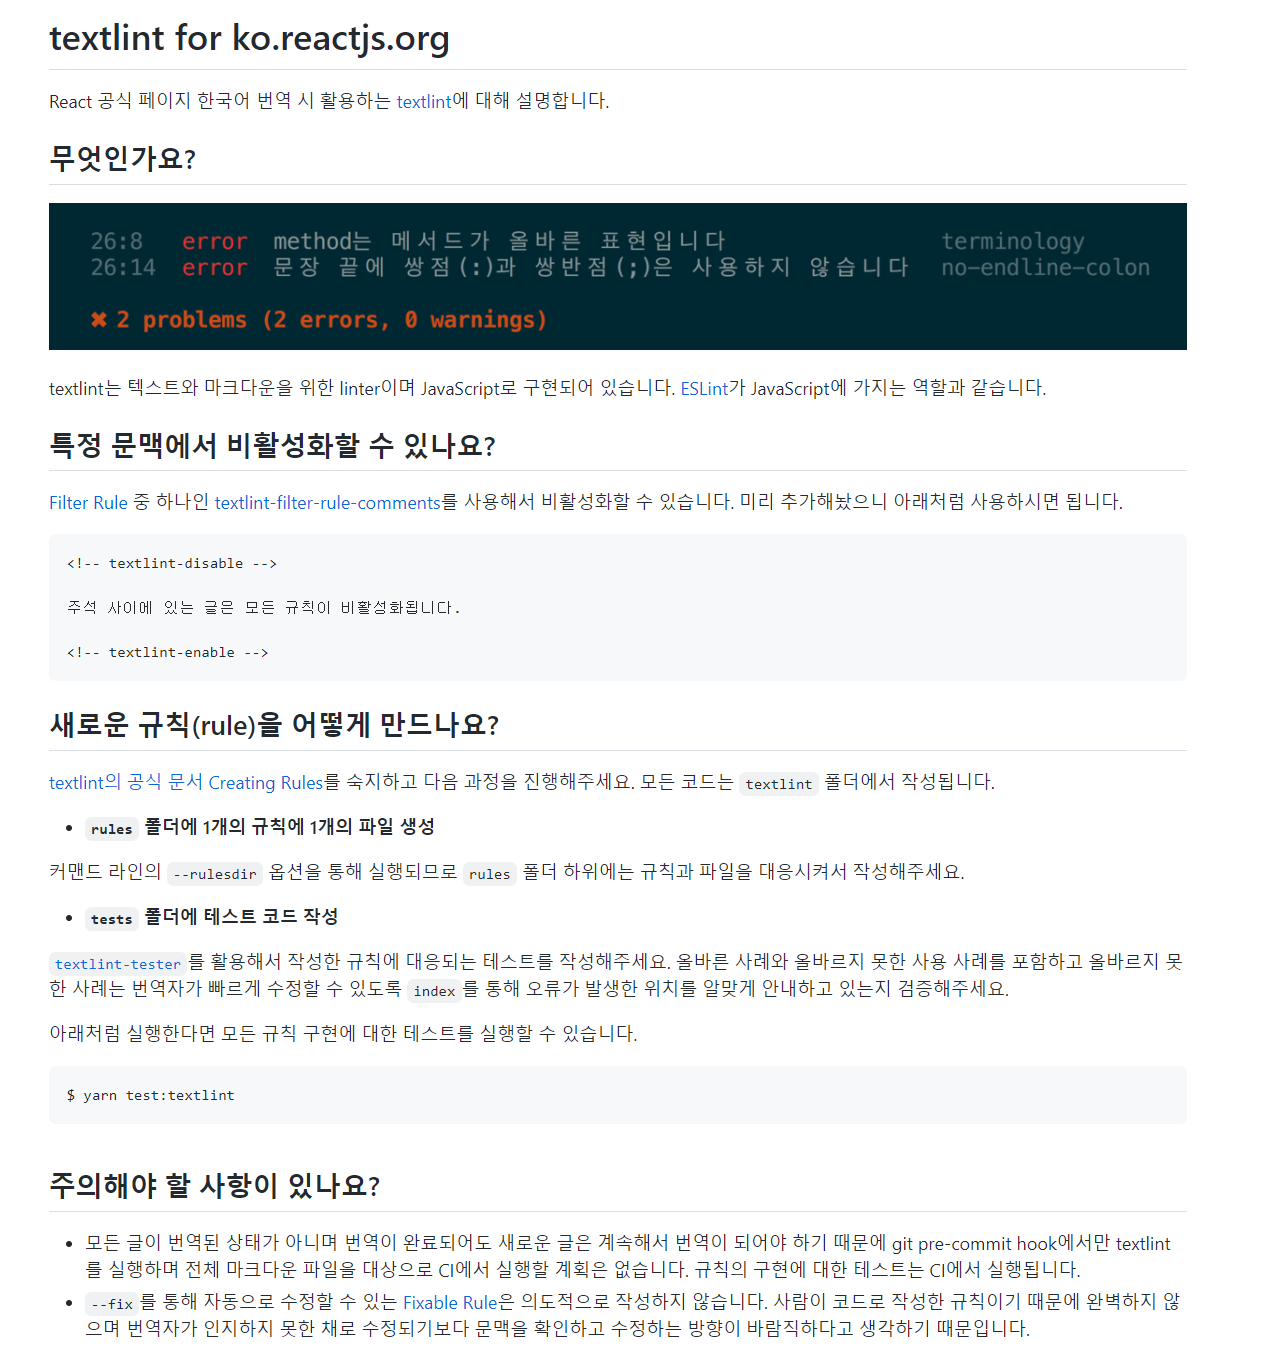 textlint for ko.reactjs.org
React 공식 페이지 한국어 번역 시 활용하는 textlint에 대해 설명합니다.
무엇인가요?
26:8 error method는 메서드가 올바른 표현입니다 terminology
26:14 error 문장 끝에 쌍점(:)과 쌍반점(;)은 사용하지 않습니다 no-endline-colon
✖ 2 problems (2 errors, 0 warnings)
textlint는 텍스트와 마크다운을 위한 linter이며 JavaScript로 구현되어 있습니다. ESLint가 JavaScript에 가지는 역할과 같습니다.
특정 문맥에서 비활성화할 수 있나요?
Filter Rule 중 하나인 textlint-filter-rule-comments를 사용해서 비활성화할 수 있습니다. 미리 추가해놨으니 아래처럼 사용하시면 됩니다.
<!-- textlint-disable -->
주석 사이에 있는 글은 모든 규칙이 비활성화됩니다.
<!-- textlint-enable -->
새로운 규칙(rule)을 어떻게 만드나요?
textlint의 공식 문서 Creating Rules를 숙지하고 다음 과정을 진행해주세요. 모든 코드는 textlint 폴더에서 작성됩니다.
• rules 폴더에 1개의 규칙에 1개의 파일 생성
커맨드 라인의 --rulesdir 옵션을 통해 실행되므로 rules 폴더 하위에는 규칙과 파일을 대응시켜서 작성해주세요.
• tests 폴더에 테스트 코드 작성
textlint-tester를 활용해서 작성한 규칙에 대응되는 테스트를 작성해주세요. 올바른 사례와 올바르지 못한 사용 사례를 포함하고 올바르지 못
한 사례는 번역자가 빠르게 수정할 수 있도록 index를 통해 오류가 발생한 위치를 알맞게 안내하고 있는지 검증해주세요.
아래처럼 실행한다면 모든 규칙 구현에 대한 테스트를 실행할 수 있습니다.
$ yarn test:textlint
주의해야 할 사항이 있나요?
• 모든 글이 번역된 상태가 아니며 번역이 완료되어도 새로운 글은 계속해서 번역이 되어야 하기 때문에 git pre-commit hook에서만 textlint
를 실행하며 전체 마크다운 파일을 대상으로 CI에서 실행할 계획은 없습니다. 규칙의 구현에 대한 테스트는 CI에서 실행됩니다.
• --fix를 통해 자동으로 수정할 수 있는 Fixable Rule은 의도적으로 작성하지 않습니다. 사람이 코드로 작성한 규칙이기 때문에 완벽하지 않
으며 번역자가 인지하지 못한 채로 수정되기보다 문맥을 확인하고 수정하는 방향이 바람직하다고 생각하기 때문입니다.